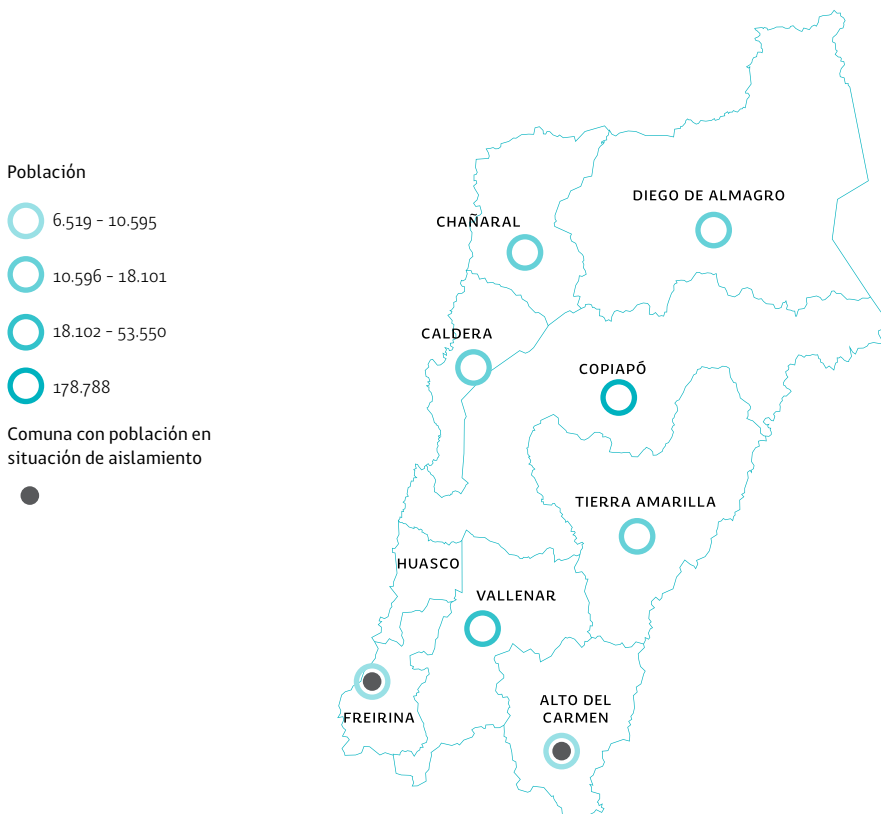 Población
6.519 - 10.595
10.596 - 18.101
18.102 - 53.550
178.788
Comuna con población en
situación de aislamiento
DIEGO DE ALMAGRO
CHAÑARAL
CALDERA
COPIAPÓ
TIERRA AMARILLA
HUASCO
VALLENAR
FREIRINA
ALTO DEL
CARMEN